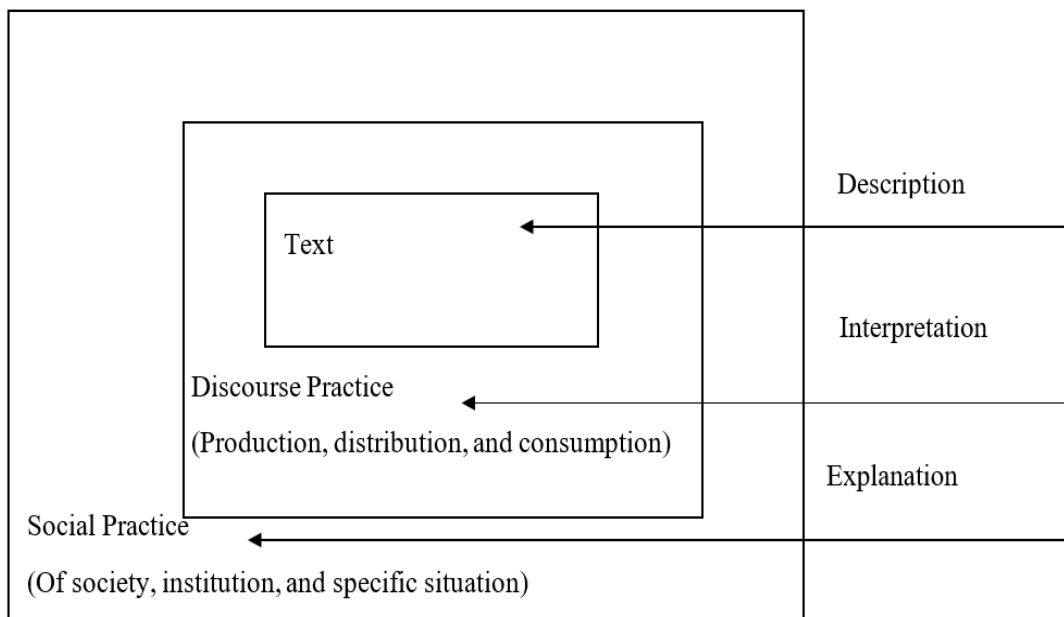 Description
Text
Interpretation
Discourse Practice
(Production, distribution, and consumption)
Explanation
Social Practice
(Of society, institution, and specific situation)